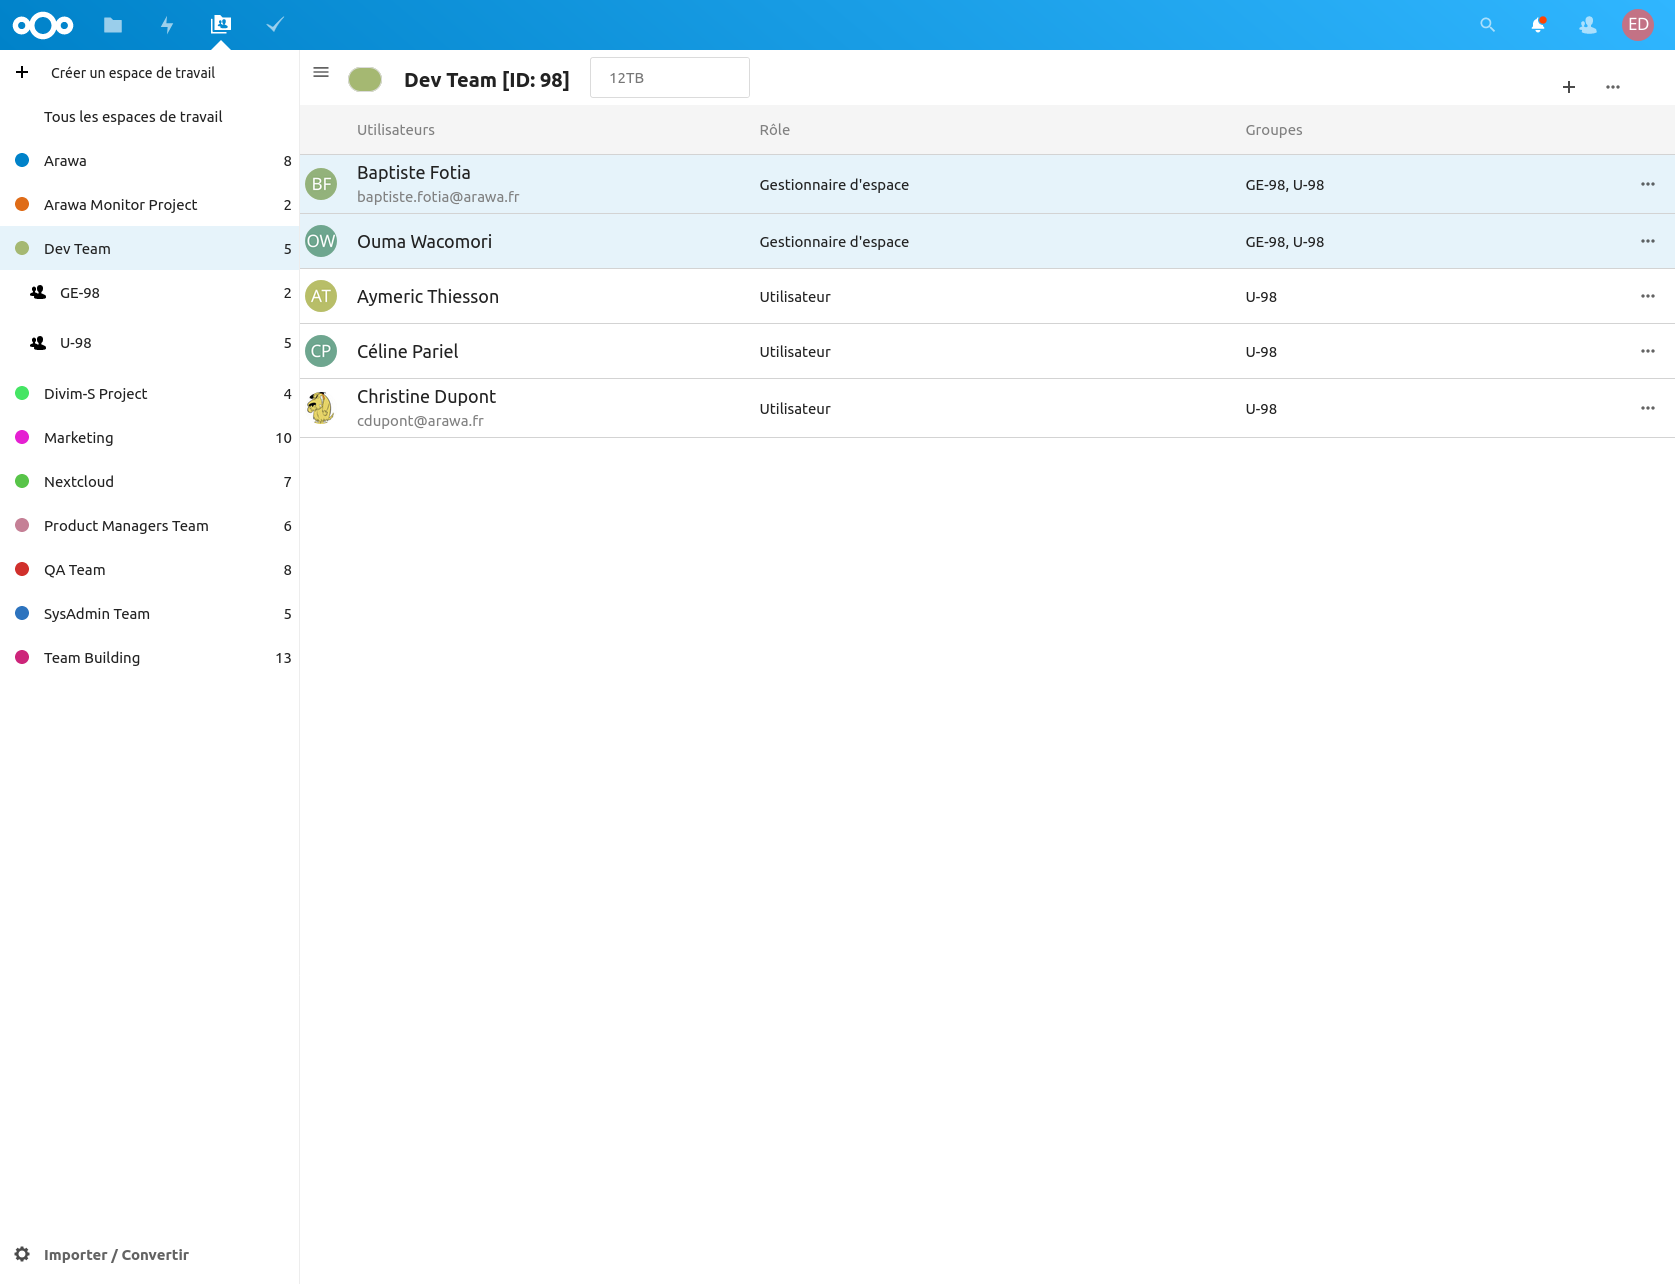 ED
Créer un espace de travail
Tous les espaces de travail
Arawa 8
Arawa Monitor Project 2
Dev Team 5
GE-98 2
U-98 5
Divim-S Project 4
Marketing 10
Nextcloud 7
Product Managers Team 6
QA Team 8
SysAdmin Team 5
Team Building 13
Importer / Convertir
Dev Team [ID: 98] 12TB
Utilisateurs Rôle Groupes
BF Baptiste Fotia
baptiste.fotia@arawa.fr
Gestionnaire d'espace GE-98, U-98
OW Ouma Wacomori Gestionnaire d'espace GE-98, U-98
AT Aymeric Thiesson Utilisateur U-98
CP Céline Pariel Utilisateur U-98
Christine Dupont
cdupont@arawa.fr
Utilisateur U-98